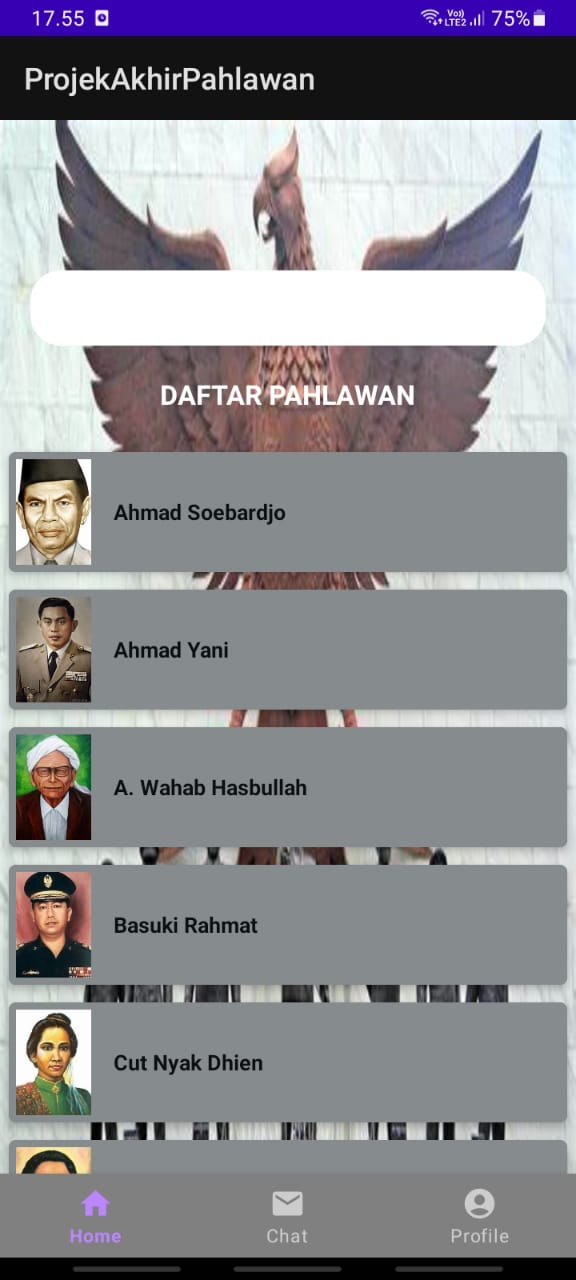 17.55
Vo)) LTE2 75%
ProjekAkhirPahlawan
DAFTAR PAHLAWAN
Ahmad Soebardjo
Ahmad Yani
A. Wahab Hasbullah
Basuki Rahmat
Cut Nyak Dhien
Home
Chat
Profile